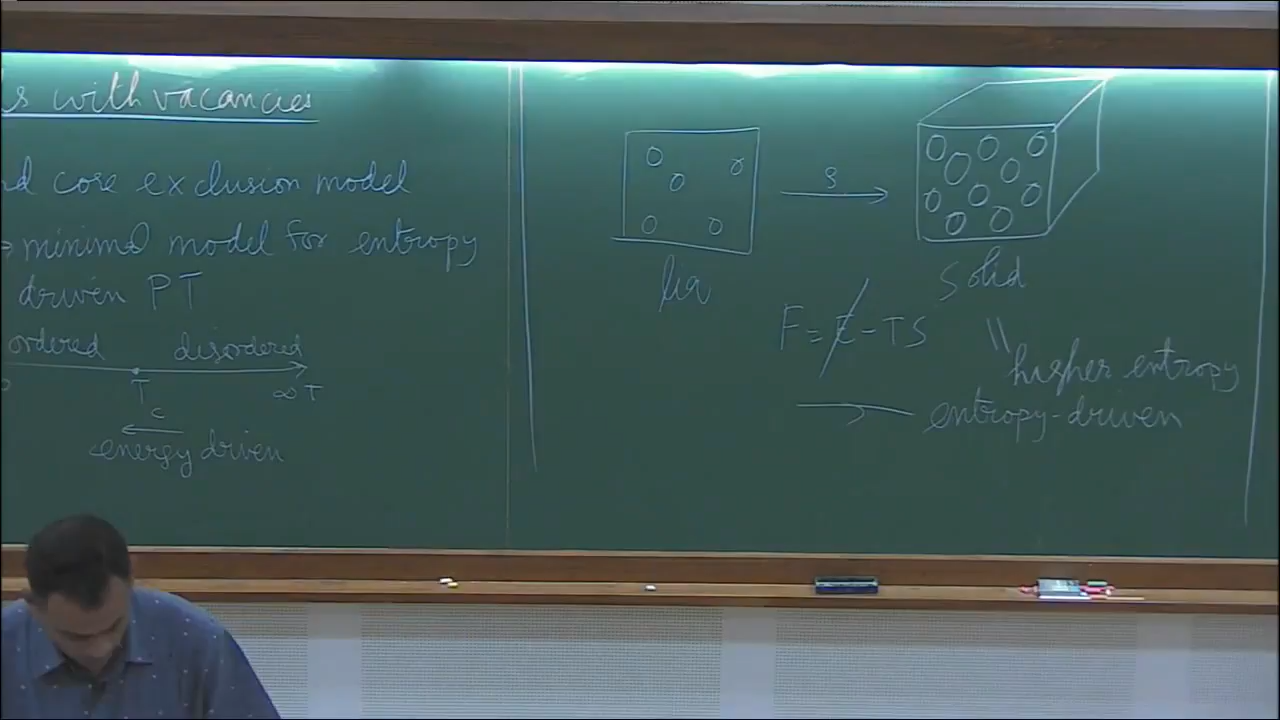 with vacancies
core exclusion model
minimal model for entropy
driven PT
ordered disordered
T_c ∞ T
energy driven
liq
Solid
F = E - TS
"higher entropy
entropy-driven